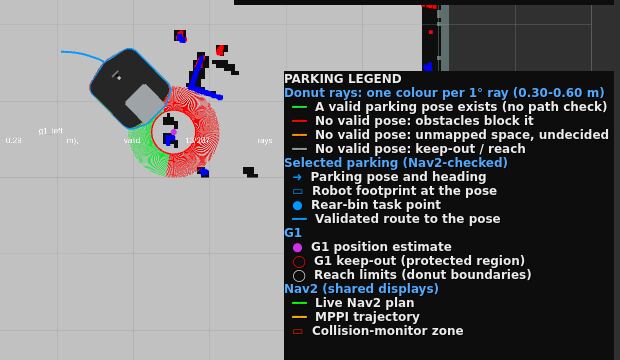 PARKING LEGEND
Donut rays: one colour per 1° ray (0.30-0.60 m)
A valid parking pose exists (no path check)
No valid pose: obstacles block it
No valid pose: unmapped space, undecided
No valid pose: keep-out / reach
Selected parking (Nav2-checked)
Parking pose and heading
Robot footprint at the pose
Rear-bin task point
Validated route to the pose
G1
G1 position estimate
G1 keep-out (protected region)
Reach limits (donut boundaries)
Nav2 (shared displays)
Live Nav2 plan
MPPI trajectory
Collision-monitor zone
g1 left
m), valid rays